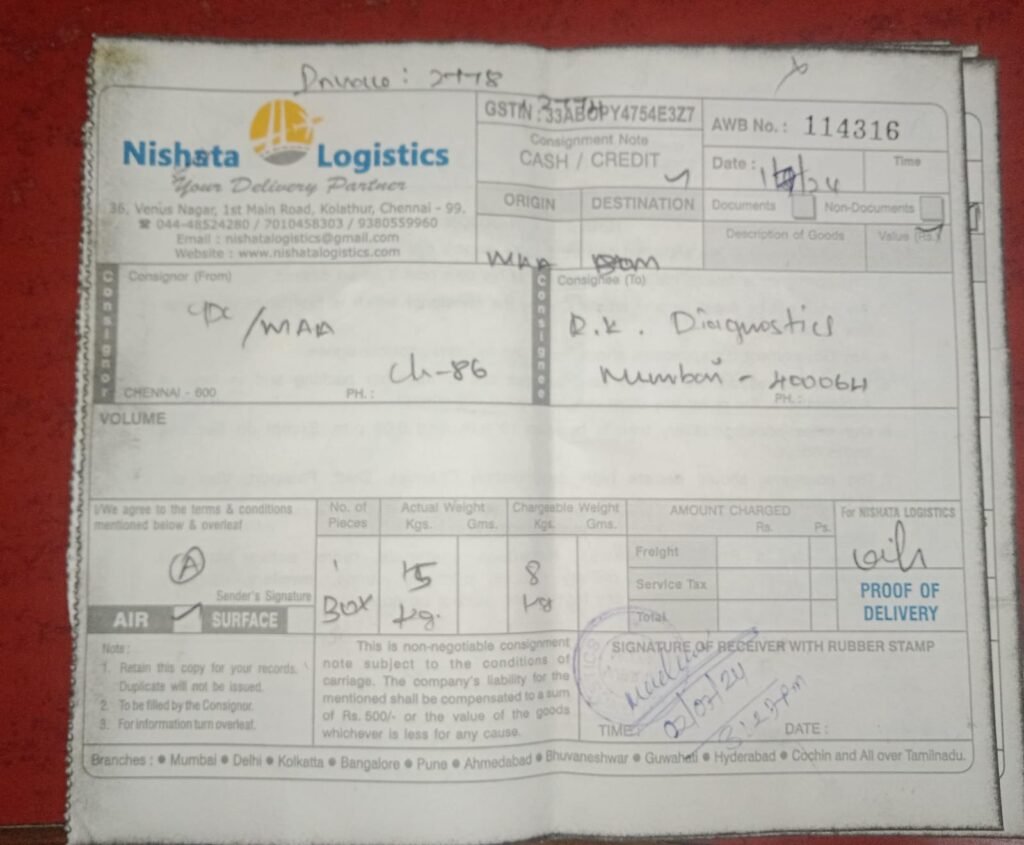 GSTIN : 33ABOPY4754E3Z7
AWB No. : 114316
Nishata Logistics
Your Delivery Partner
36, Venus Nagar, 1st Main Road, Kolathur, Chennai - 99.
☎ 044-48524280 / 7010458303 / 9380559960
Email : nishatalogistics@gmail.com
Website : www.nishatalogistics.com
Consignment Note
CASH / CREDIT
Date : /24
Time
ORIGIN DESTINATION
Documents Non-Documents
Description of Goods Value (Rs.)
MAA BOM
Consignor
Consignor (From)
/MAA
Ch-86
CHENNAI - 600 PH. :
Consignee
Consignee (To)
R.K. Diagnostics
Mumbai - 400064
PH. :
VOLUME
I/We agree to the terms & conditions
mentioned below & overleaf
A
Sender's Signature
AIR SURFACE
No. of Pieces
1
BOX
Actual Weight
Kgs. Gms.
15
kg.
Chargeable Weight
Kgs. Gms.
8
kg
AMOUNT CHARGED
Rs. Ps.
Freight
Service Tax
Total
For NISHATA LOGISTICS
PROOF OF
DELIVERY
Note :
1. Retain this copy for your records.
Duplicate will not be issued.
2. To be filled by the Consignor.
3. For information turn overleaf.
This is non-negotiable consignment
note subject to the conditions of
carriage. The company's liability for the
mentioned shall be compensated to a sum
of Rs. 500/- or the value of the goods
whichever is less for any cause.
SIGNATURE OF RECEIVER WITH RUBBER STAMP
02/07/24
TIME: DATE :
Branches : • Mumbai • Delhi • Kolkatta • Bangalore • Pune • Ahmedabad • Bhuvaneshwar • Guwahati • Hyderabad • Cochin and All over Tamilnadu.